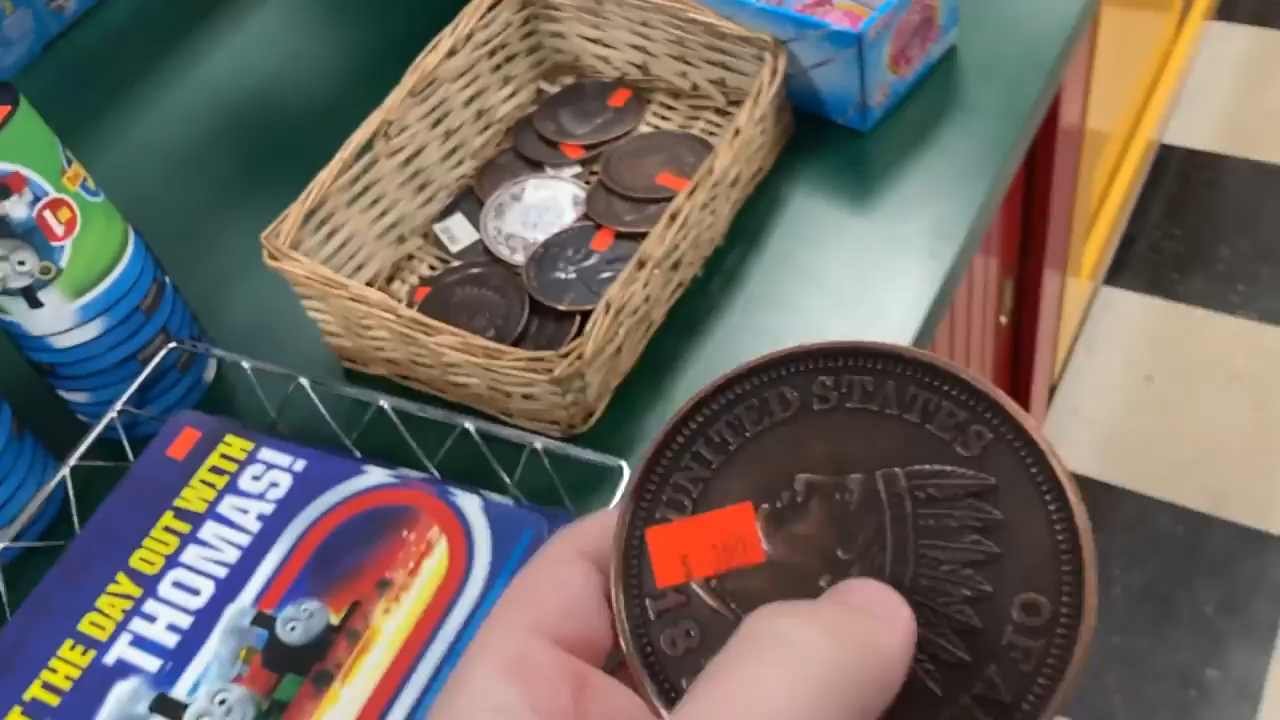 UNITED STATES
OF A
18
T THE DAY OUT WITH
THOMAS!